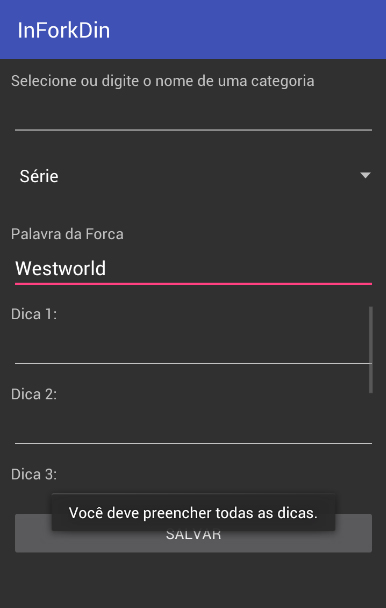 InForkDin
Selecione ou digite o nome de uma categoria
Série
Palavra da Forca
Westworld
Dica 1:
Dica 2:
Dica 3:
Você deve preencher todas as dicas.
SALVAR